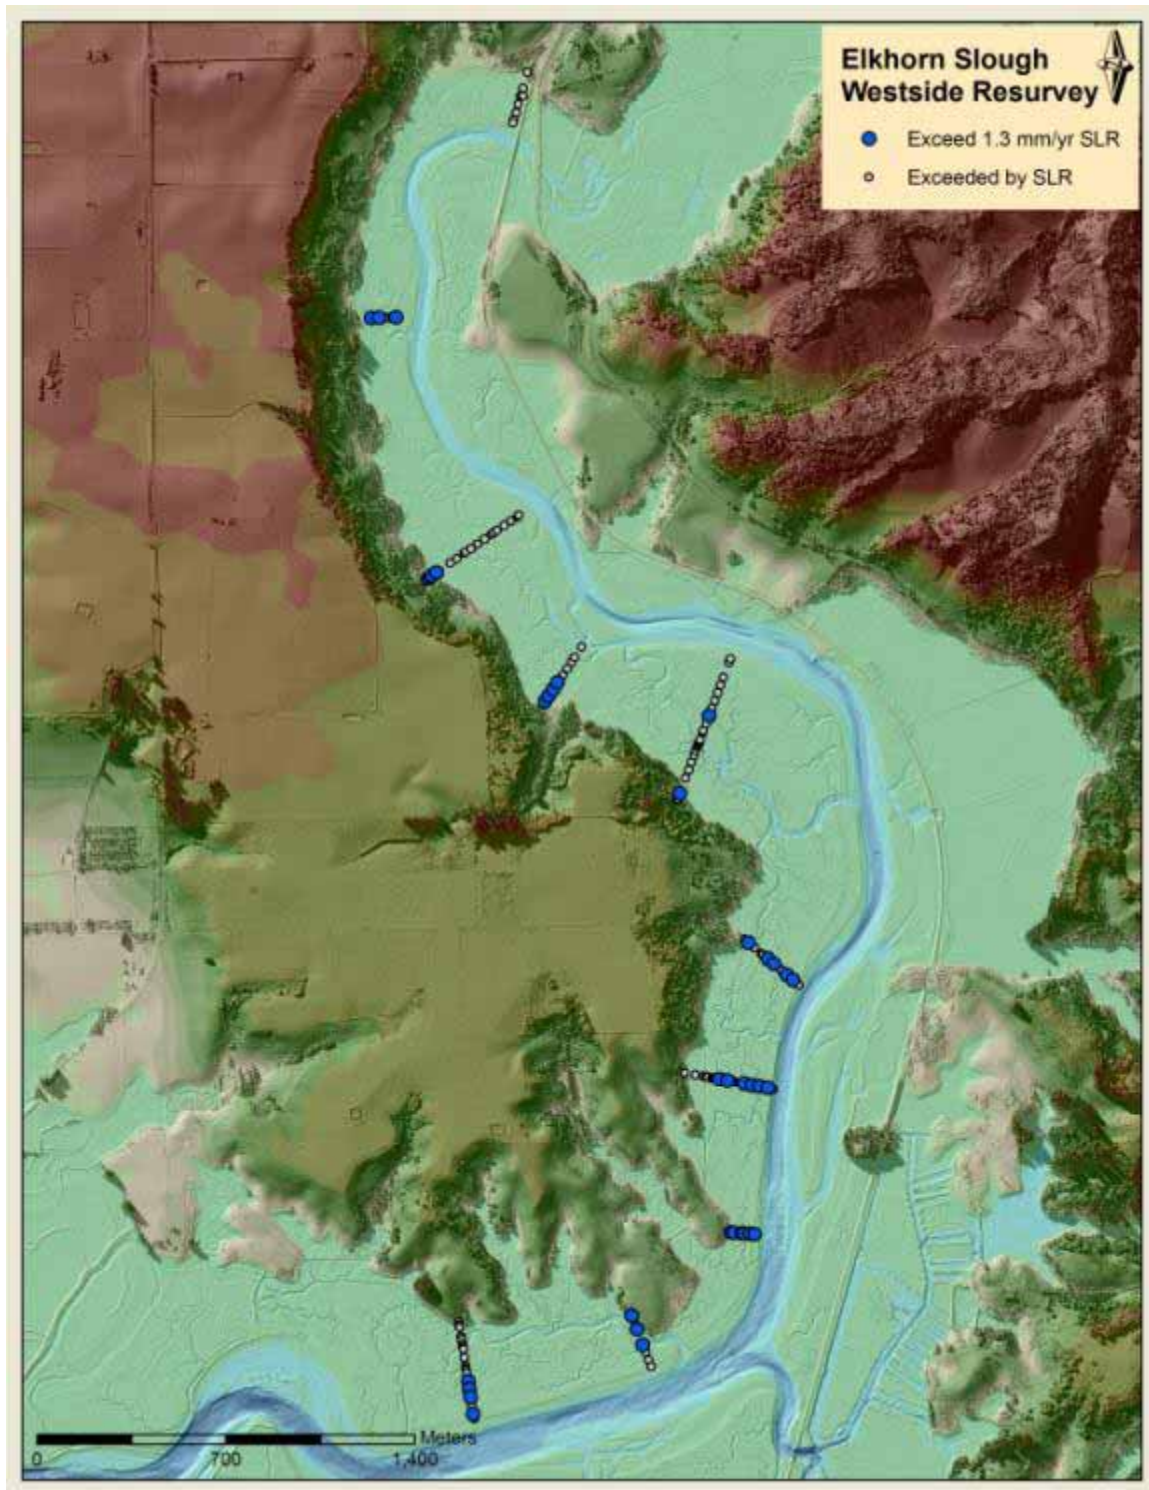 Elkhorn Slough
Westside Resurvey
Exceed 1.3 mm/yr SLR
Exceeded by SLR
Meters
0 700 1,400